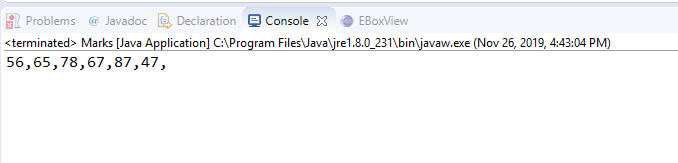 Problems @ Javadoc Declaration Console EBoxView
<terminated> Marks [Java Application] C:\Program Files\Java\jre1.8.0_231\bin\javaw.exe (Nov 26, 2019, 4:43:04 PM)
56,65,78,67,87,47,